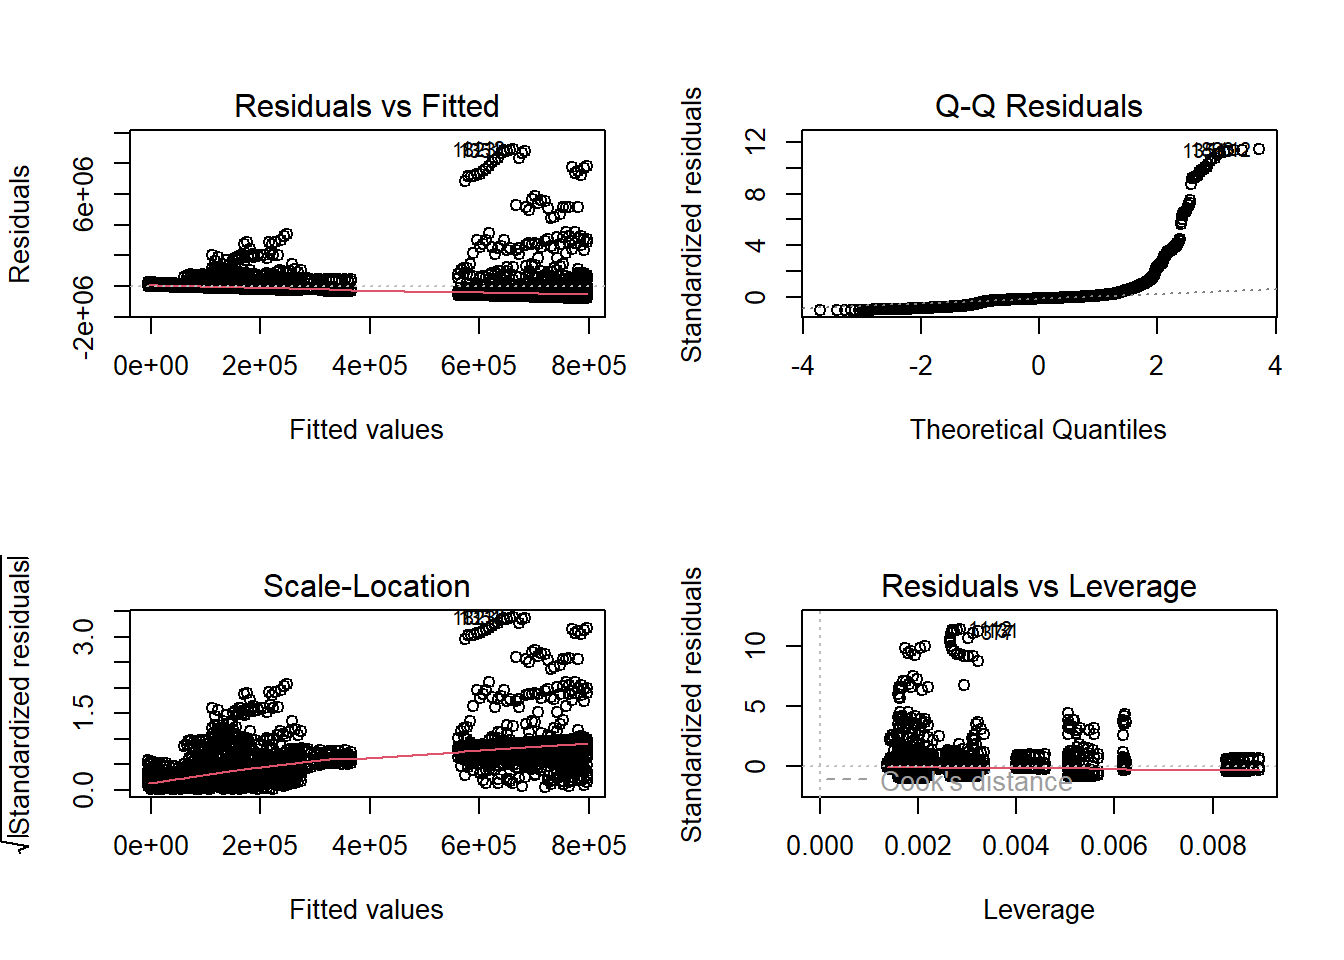 Residuals vs Fitted
Residuals
6e+06
-2e+06
0e+00 2e+05 4e+05 6e+05 8e+05
Fitted values
Q-Q Residuals
Standardized residuals
12
8
4
0
-4 -2 0 2 4
Theoretical Quantiles
Scale-Location
√|Standardized residuals|
3.0
1.5
0.0
0e+00 2e+05 4e+05 6e+05 8e+05
Fitted values
Residuals vs Leverage
Standardized residuals
10
5
0
Cook's distance
0.000 0.002 0.004 0.006 0.008
Leverage